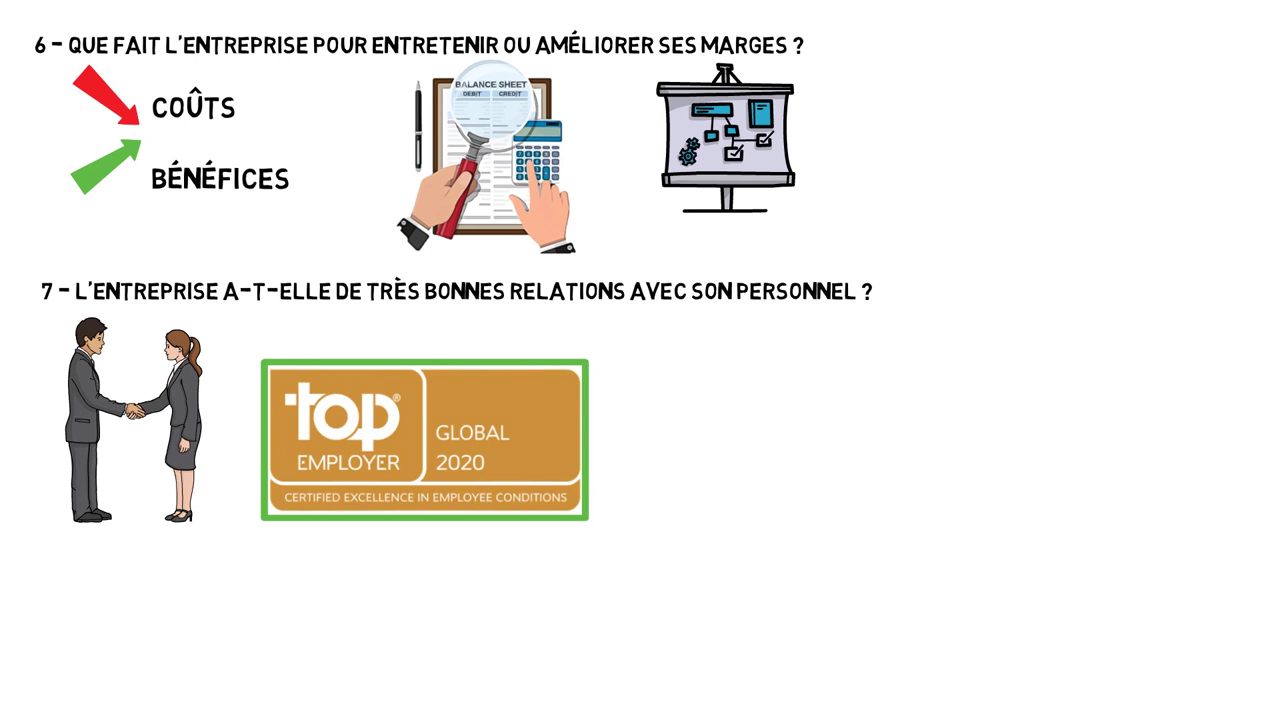 6 - QUE FAIT L'ENTREPRISE POUR ENTRETENIR OU AMÉLIORER SES MARGES ?
COÛTS
BÉNÉFICES
BALANCE SHEET
DEBIT CREDIT
7 - L'ENTREPRISE A-T-ELLE DE TRÈS BONNES RELATIONS AVEC SON PERSONNEL ?
top®
EMPLOYER
GLOBAL
2020
CERTIFIED EXCELLENCE IN EMPLOYEE CONDITIONS